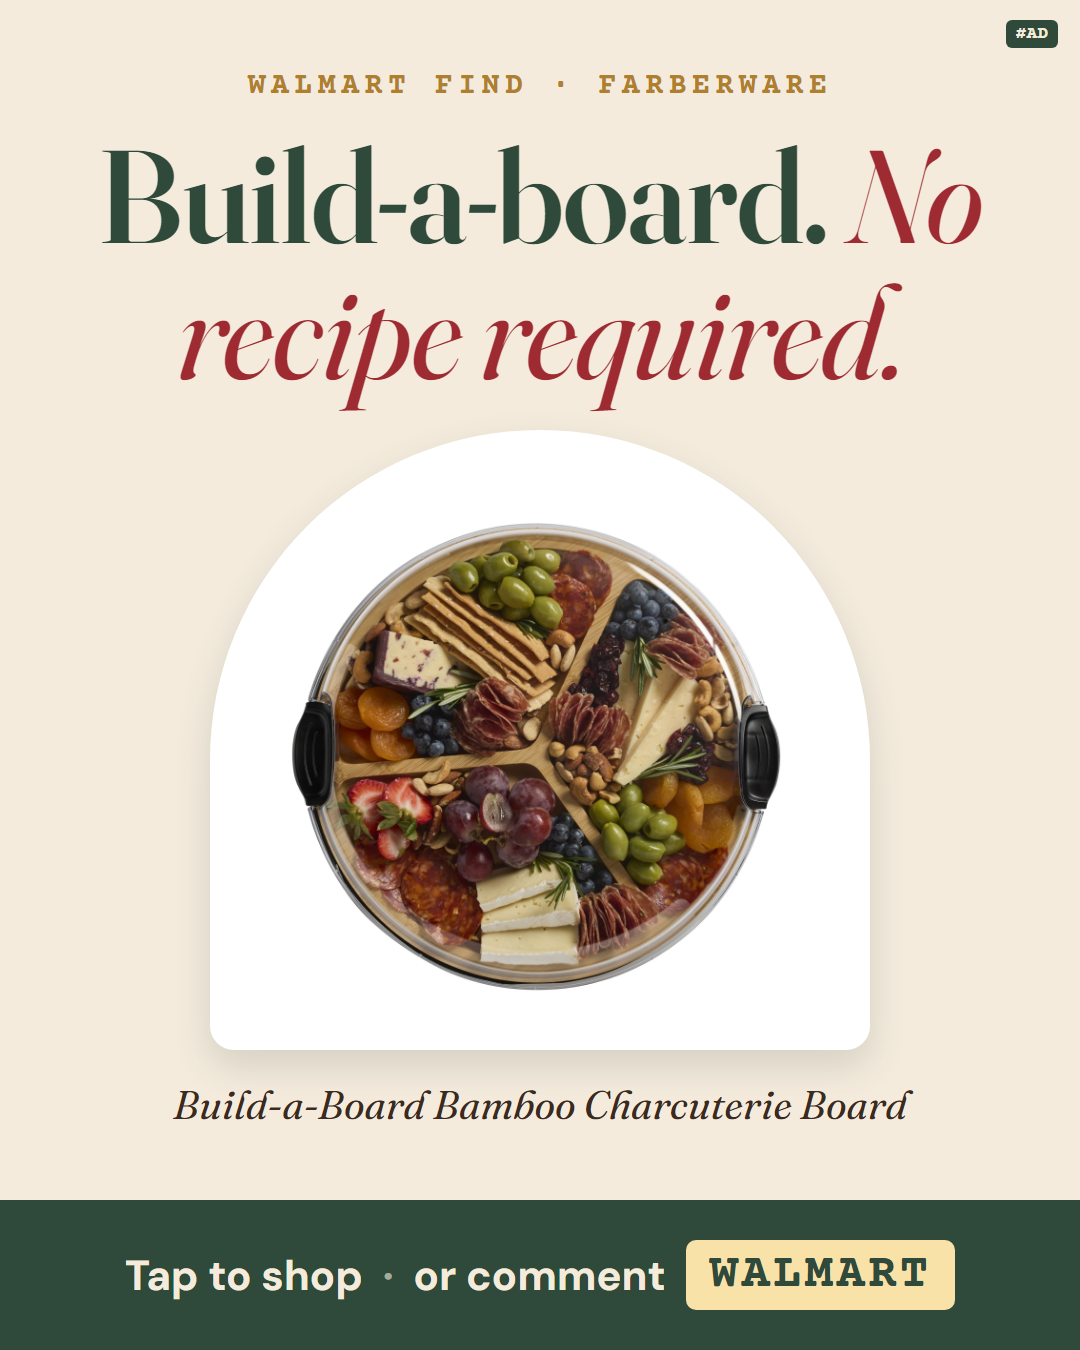 #AD
WALMART FIND · FARBERWARE
Build-a-board. No
recipe required.
Build-a-Board Bamboo Charcuterie Board
Tap to shop · or comment WALMART